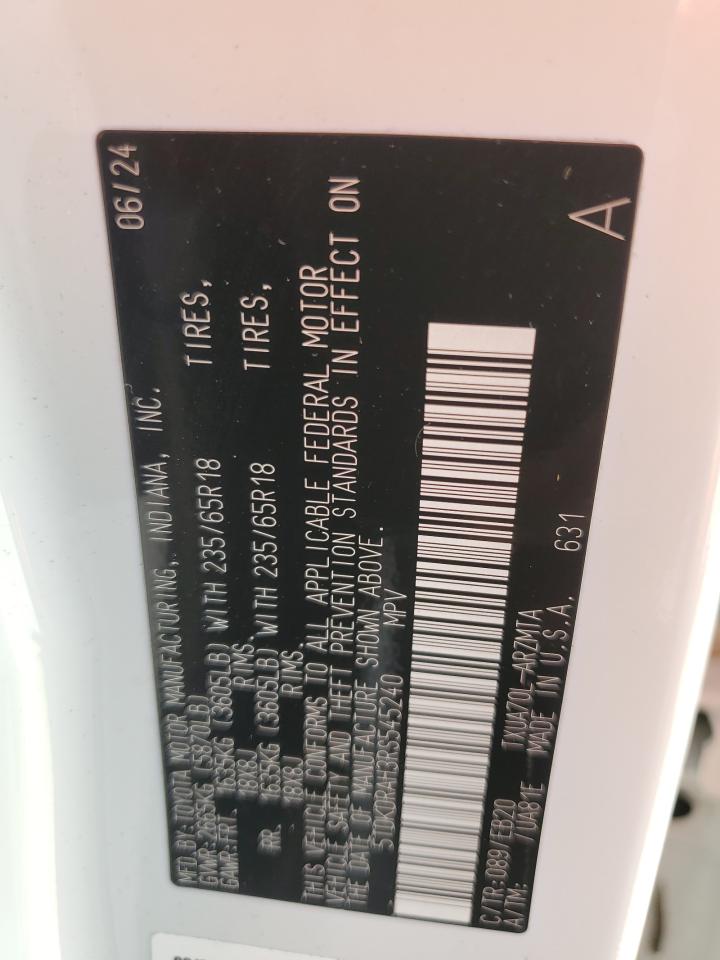 MFD BY: TOYOTA MOTOR MANUFACTURING, INDIANA, INC. 06/24
GVWR: 2665KG (5870LB)
GAWR: FRT 1635KG (3605LB) WITH 235/65R18 TIRES,
18X8J RIMS,
RR. 1635KG (3605LB) WITH 235/65R18 TIRES,
18X8J RIMS,
THIS VEHICLE CONFORMS TO ALL APPLICABLE FEDERAL MOTOR
VEHICLE SAFETY AND THEFT PREVENTION STANDARDS IN EFFECT ON
THE DATE OF MANUFACTURE SHOWN ABOVE.
MPV
A
C/TR:089/EB20 TXUA70L-ARZMTA
A/TM: UA81E MADE IN U.S.A. 631